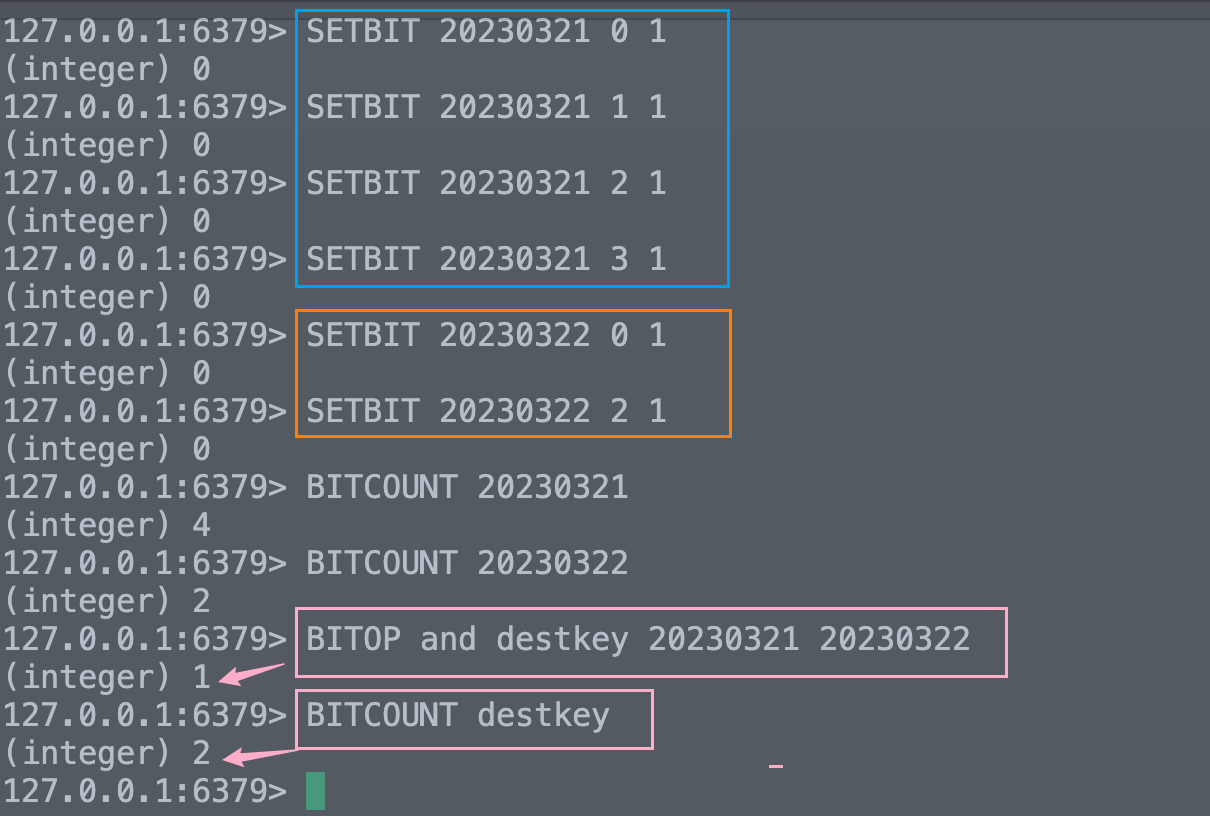 127.0.0.1:6379> SETBIT 20230321 0 1
(integer) 0
127.0.0.1:6379> SETBIT 20230321 1 1
(integer) 0
127.0.0.1:6379> SETBIT 20230321 2 1
(integer) 0
127.0.0.1:6379> SETBIT 20230321 3 1
(integer) 0
127.0.0.1:6379> SETBIT 20230322 0 1
(integer) 0
127.0.0.1:6379> SETBIT 20230322 2 1
(integer) 0
127.0.0.1:6379> BITCOUNT 20230321
(integer) 4
127.0.0.1:6379> BITCOUNT 20230322
(integer) 2
127.0.0.1:6379> BITOP and destkey 20230321 20230322
(integer) 1
127.0.0.1:6379> BITCOUNT destkey
(integer) 2
127.0.0.1:6379>